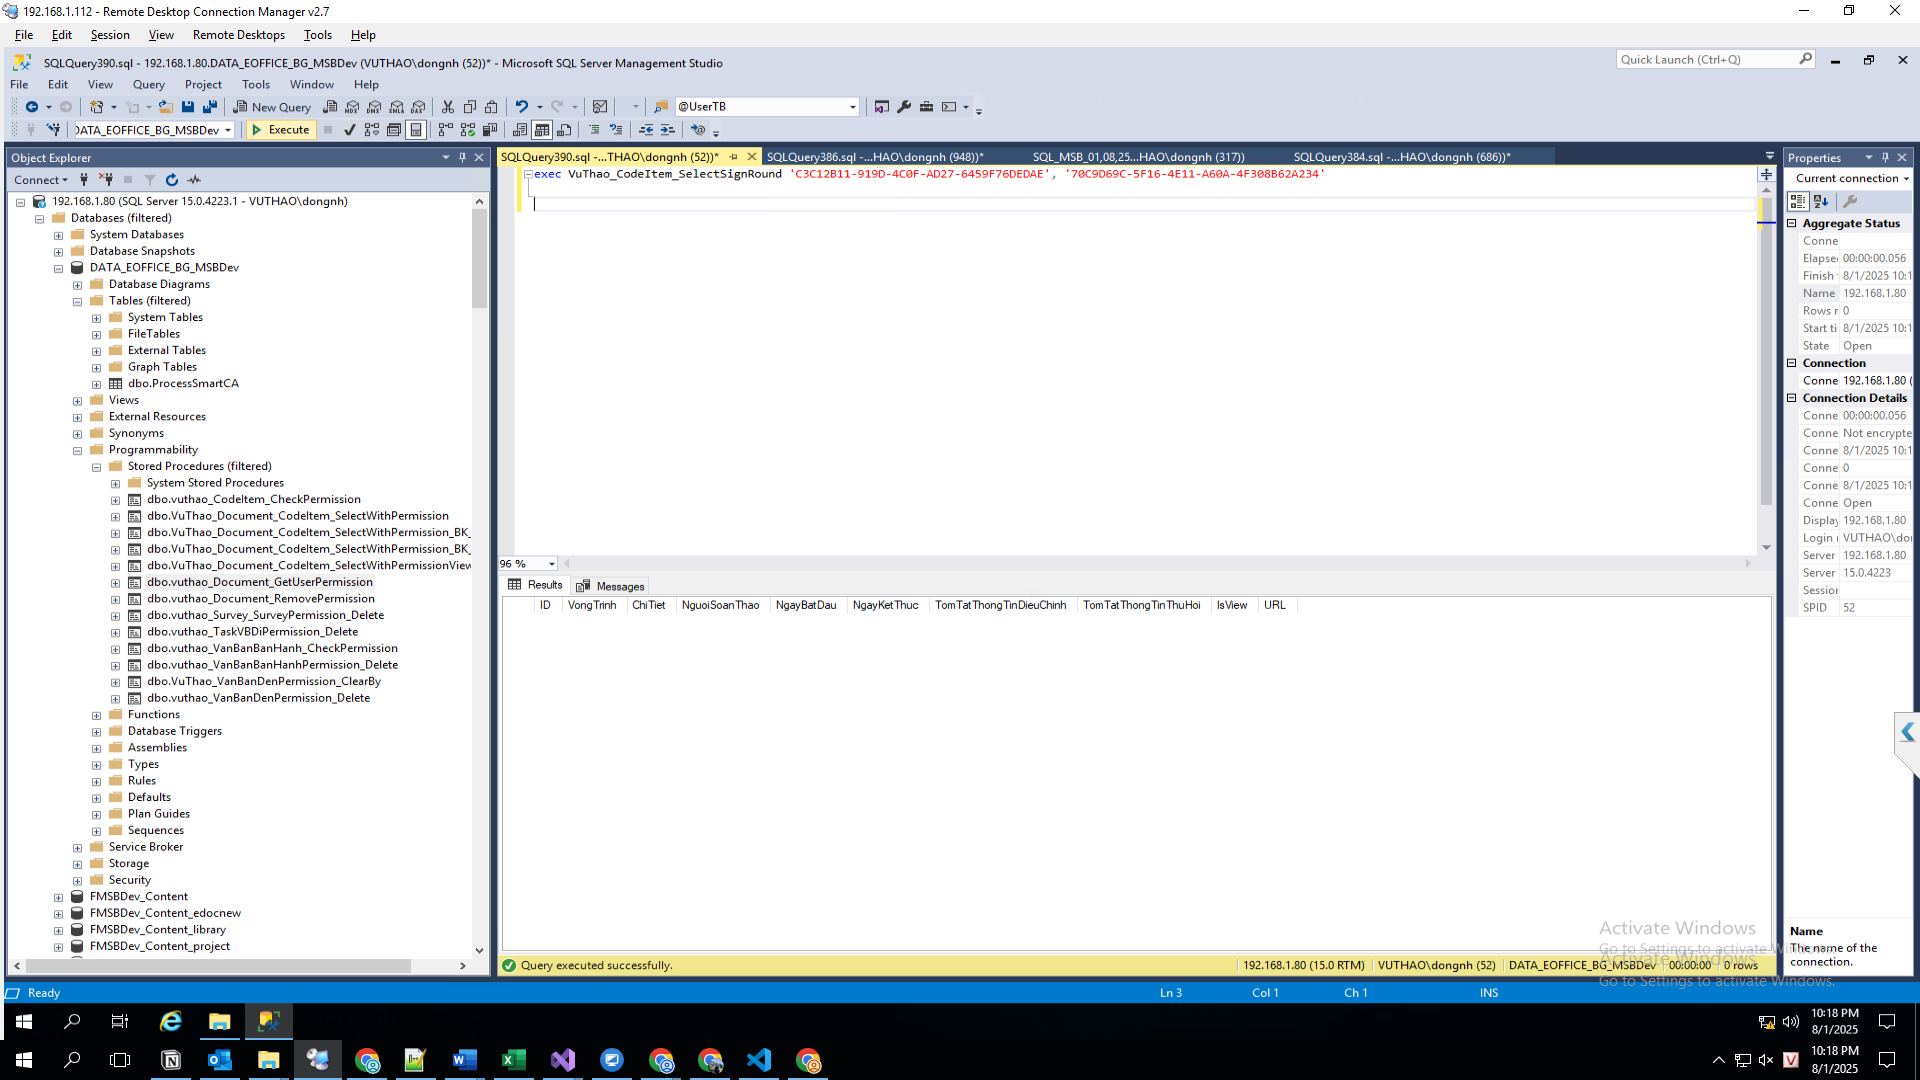 192.168.1.112 - Remote Desktop Connection Manager v2.7
File Edit Session View Remote Desktops Tools Help
SQLQuery390.sql - 192.168.1.80.DATA_EOFFICE_BG_MSBDev (VUTHAO\dongnh (52))* - Microsoft SQL Server Management Studio
Quick Launch (Ctrl+Q)
File Edit View Query Project Tools Window Help
New Query
@UserTB
DATA_EOFFICE_BG_MSBDev
Execute
Object Explorer
Connect
192.168.1.80 (SQL Server 15.0.4223.1 - VUTHAO\dongnh)
Databases (filtered)
System Databases
Database Snapshots
DATA_EOFFICE_BG_MSBDev
Database Diagrams
Tables (filtered)
System Tables
FileTables
External Tables
Graph Tables
dbo.ProcessSmartCA
Views
External Resources
Synonyms
Programmability
Stored Procedures (filtered)
System Stored Procedures
dbo.vuthao_CodeItem_CheckPermission
dbo.VuThao_Document_CodeItem_SelectWithPermission
dbo.VuThao_Document_CodeItem_SelectWithPermission_BK_
dbo.VuThao_Document_CodeItem_SelectWithPermission_BK_
dbo.VuThao_Document_CodeItem_SelectWithPermissionView
dbo.vuthao_Document_GetUserPermission
dbo.vuthao_Document_RemovePermission
dbo.vuthao_Survey_SurveyPermission_Delete
dbo.vuthao_TaskVBDiPermission_Delete
dbo.vuthao_VanBanBanHanh_CheckPermission
dbo.vuthao_VanBanBanHanhPermission_Delete
dbo.VuThao_VanBanDenPermission_ClearBy
dbo.vuthao_VanBanDenPermission_Delete
Functions
Database Triggers
Assemblies
Types
Rules
Defaults
Plan Guides
Sequences
Service Broker
Storage
Security
FMSBDev_Content
FMSBDev_Content_edocnew
FMSBDev_Content_library
FMSBDev_Content_project
SQLQuery390.sql -...THAO\dongnh (52))*
SQLQuery386.sql -...HAO\dongnh (948))*
SQL_MSB_01,08,25...HAO\dongnh (317))
SQLQuery384.sql -...HAO\dongnh (686))*
exec VuThao_CodeItem_SelectSignRound 'C3C12B11-919D-4C0F-AD27-6459F76DEDAE', '70C9D69C-5F16-4E11-A60A-4F308B62A234'
96 %
Results Messages
ID VongTrinh ChiTiet NguoiSoanThao NgayBatDau NgayKetThuc TomTatThongTinDieuChinh TomTatThongTinThuHoi IsView URL
Query executed successfully.
192.168.1.80 (15.0 RTM) VUTHAO\dongnh (52) DATA_EOFFICE_BG_MSBDev 00:00:00 0 rows
Properties
Current connection
Aggregate Status
Conne
Elapse 00:00:00.056
Finish 8/1/2025 10:1
Name 192.168.1.80
Rows r 0
Start ti 8/1/2025 10:1
State Open
Connection
Conne 192.168.1.80 (
Connection Details
Conne 00:00:00.056
Conne Not encrypte
Conne 8/1/2025 10:1
Conne 0
Conne 8/1/2025 10:1
Conne Open
Display 192.168.1.80
Login VUTHAO\do
Server 192.168.1.80
Server 15.0.4223
Session
SPID 52
Name
The name of the
connection.
Activate Windows
Go to Settings to activate Windows.
Activate Windows
Go to Settings to activate Windows.
Ready Ln 3 Col 1 Ch 1 INS
10:18 PM
8/1/2025
10:18 PM
8/1/2025